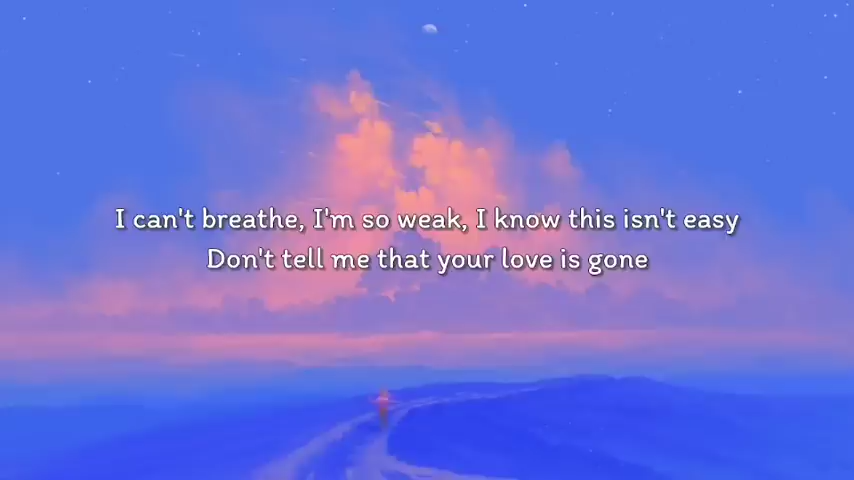 I can't breathe, I'm so weak, I know this isn't easy
Don't tell me that your love is gone